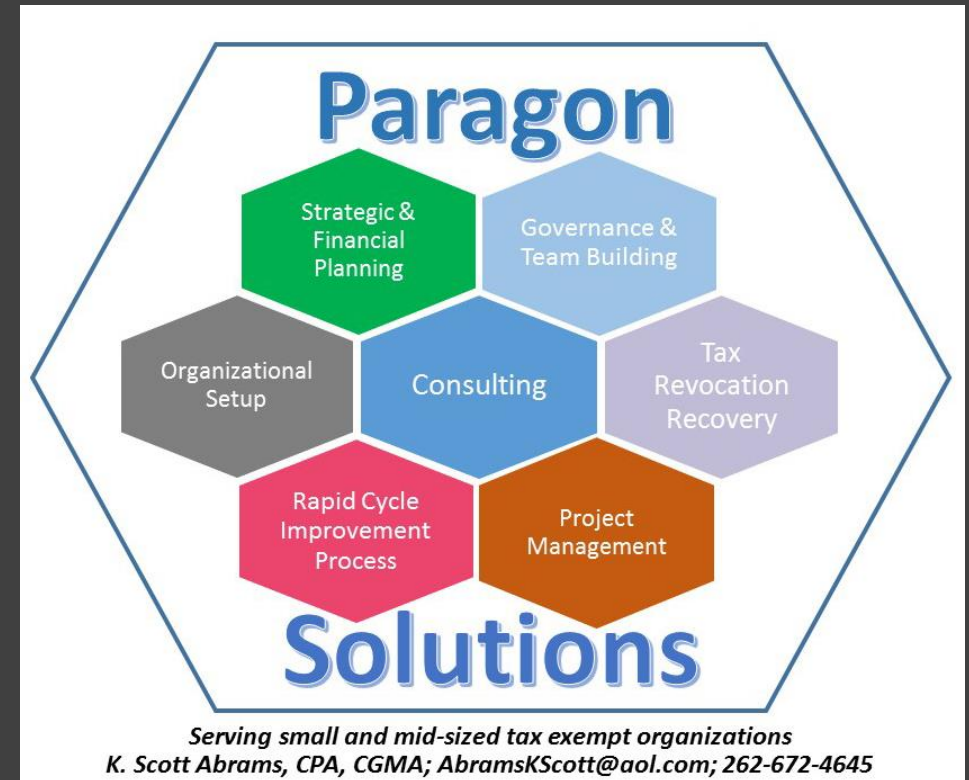 Paragon
Strategic &
Financial
Planning
Governance &
Team Building
Organizational
Setup
Consulting
Tax
Revocation
Recovery
Rapid Cycle
Improvement
Process
Project
Management
Solutions
Serving small and mid-sized tax exempt organizations
K. Scott Abrams, CPA, CGMA; AbramsKScott@aol.com; 262-672-4645